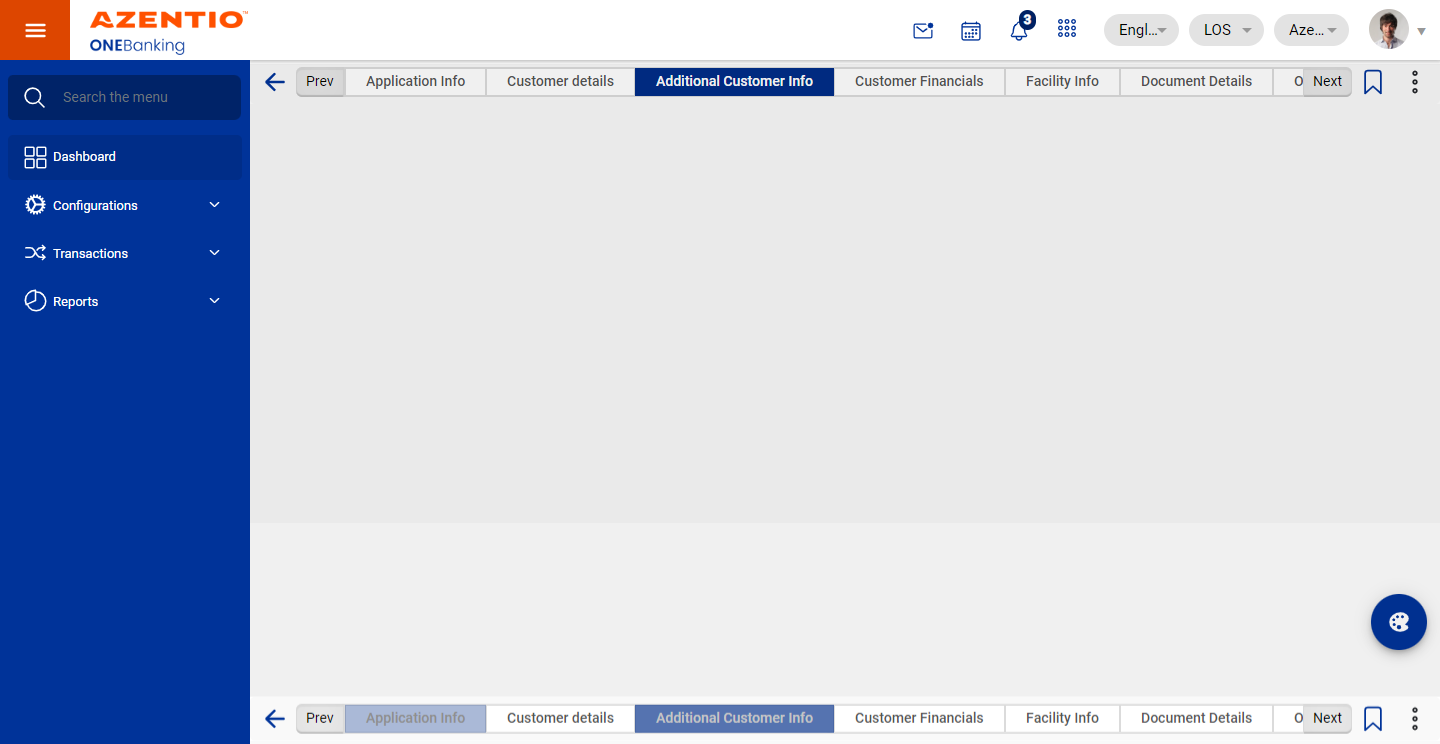 AZENTIO™
ONEBanking
3
Engl...
LOS
Aze...
Search the menu
Dashboard
Configurations
Transactions
Reports
Prev Application Info Customer details Additional Customer Info Customer Financials Facility Info Document Details O Next
Prev Application Info Customer details Additional Customer Info Customer Financials Facility Info Document Details O Next